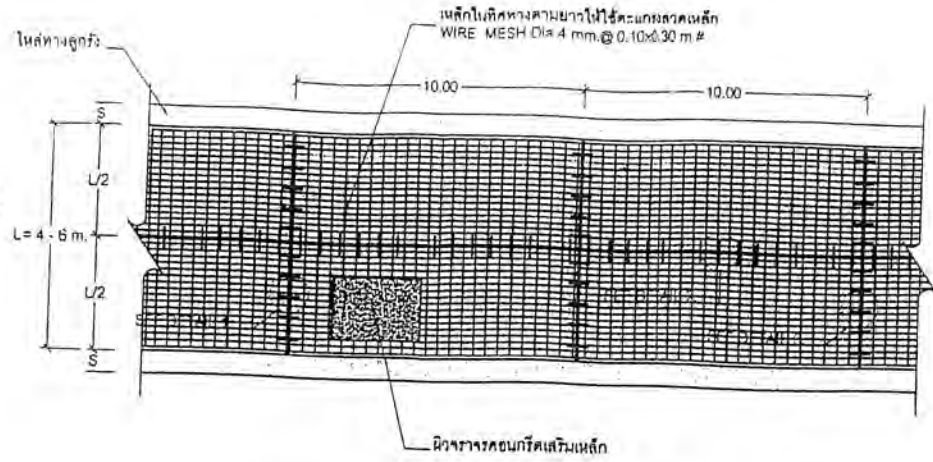 เหล็กในทิศทางตามยาวให้ใช้ตะแกรงลวดเหล็ก
WIRE MESH Dia 4 mm.@ 0.10x0.30 m #
ไหล่ทางลูกรัง
10.00
10.00
S
L/2
L = 4 - 6 m.
L/2
S
ผิวจราจรคอนกรีตเสริมเหล็ก